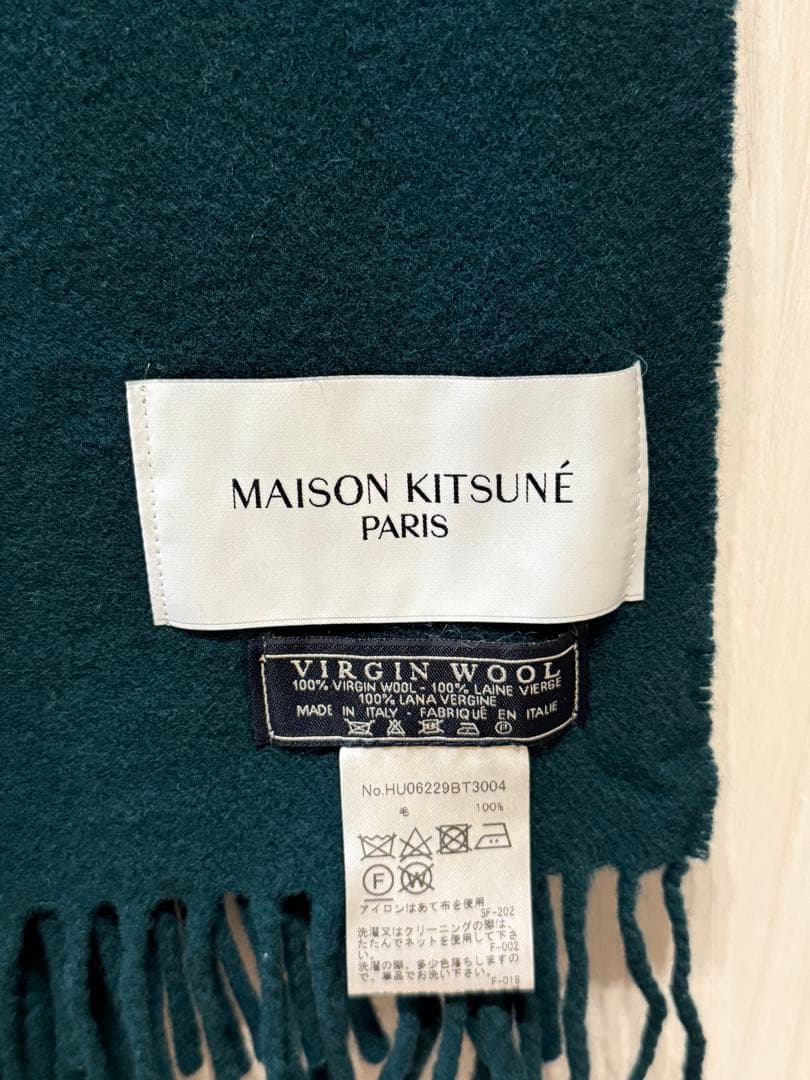 MAISON KITSUNÉ
PARIS
VIRGIN WOOL
100% VIRGIN WOOL - 100% LAINE VIERGE
100% LANA VERGINE
MADE IN ITALY - FABRIQUÉ EN ITALIE
P
No.HU06229BT3004
毛 100%
F W
アイロンはあて布を使用
SF-202
洗濯又はクリーニングの際は、
たたんでネットを使用して下さ
い。 F-002
洗濯の際、多少色落ちしますの
で、単品でお洗い下さい。
F-018